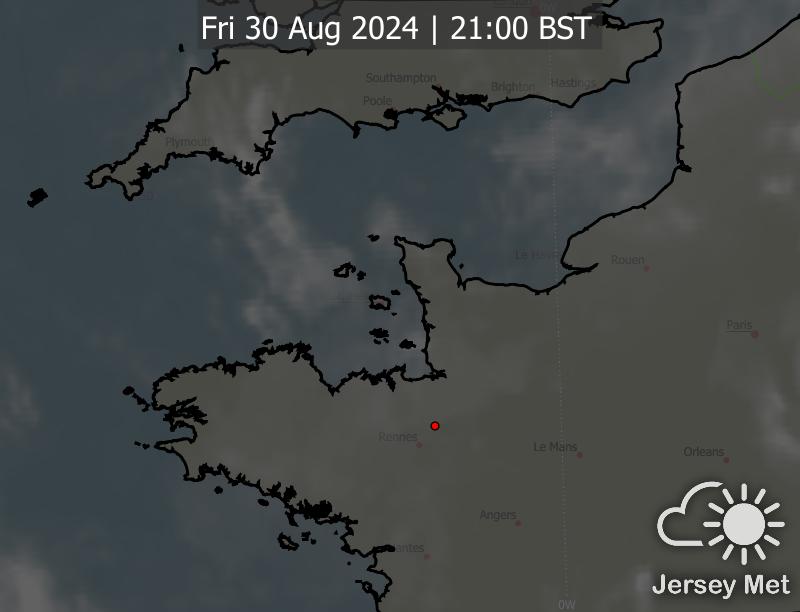 Fri 30 Aug 2024 | 21:00 BST
Southampton
Brighton
Hastings
Poole
Plymouth
Le Havre
Rouen
Paris
Rennes
Le Mans
Orleans
Angers
Nantes
0W
Jersey Met